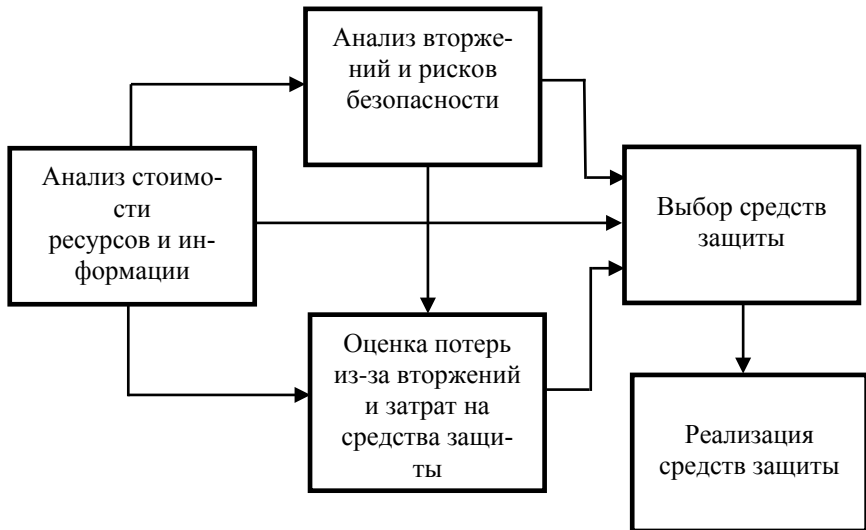 Анализ вторже-
ний и рисков
безопасности
Анализ стоимо-
сти
ресурсов и ин-
формации
Выбор средств
защиты
Оценка потерь
из-за вторжений
и затрат на
средства защи-
ты
Реализация
средств защиты